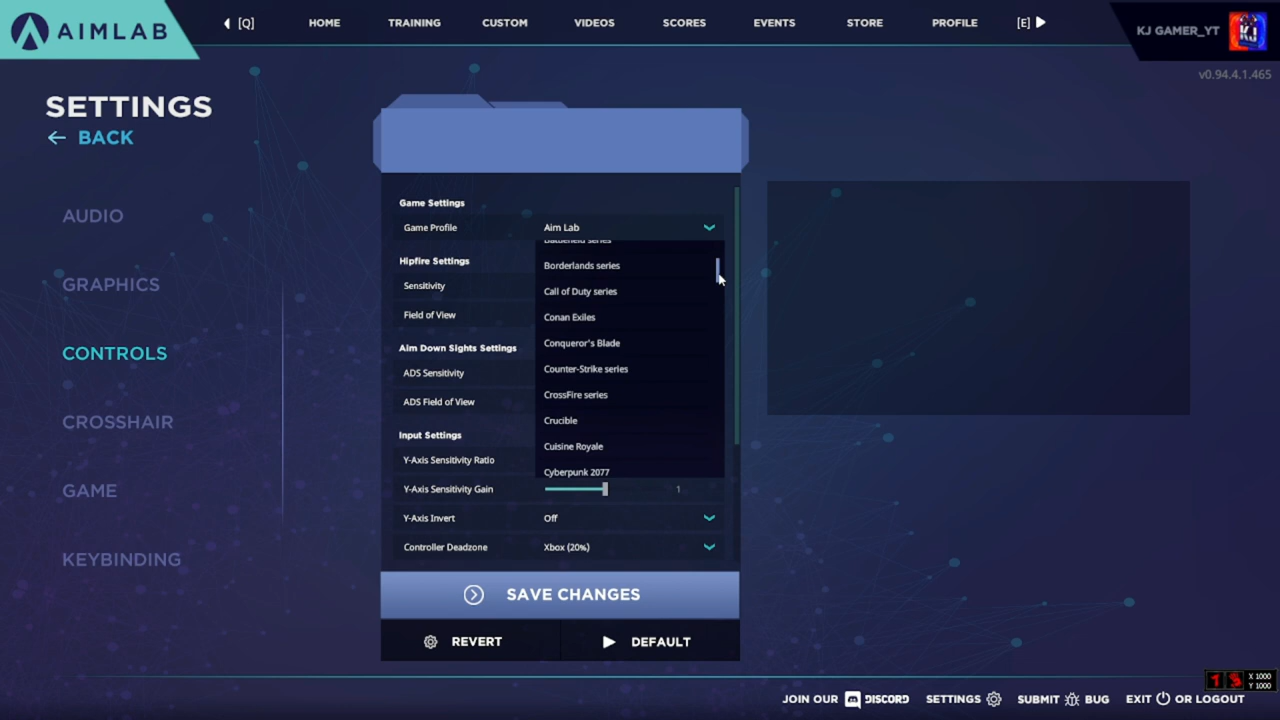 AIMLAB
[Q] HOME TRAINING CUSTOM VIDEOS SCORES EVENTS STORE PROFILE [E]
KJ GAMER_YT
KJ
v0.94.4.1.465
SETTINGS
BACK
AUDIO
GRAPHICS
CONTROLS
CROSSHAIR
GAME
KEYBINDING
Game Settings
Game Profile Aim Lab
Battlefield series
Hipfire Settings
Borderlands series
Sensitivity
Call of Duty series
Field of View
Conan Exiles
Aim Down Sights Settings
Conqueror's Blade
ADS Sensitivity
Counter-Strike series
ADS Field of View
CrossFire series
Crucible
Input Settings
Cuisine Royale
Y-Axis Sensitivity Ratio
Cyberpunk 2077
Y-Axis Sensitivity Gain 1
Y-Axis Invert Off
Controller Deadzone Xbox (20%)
SAVE CHANGES
REVERT DEFAULT
X 1000
Y 1000
JOIN OUR DISCORD SETTINGS SUBMIT BUG EXIT OR LOGOUT